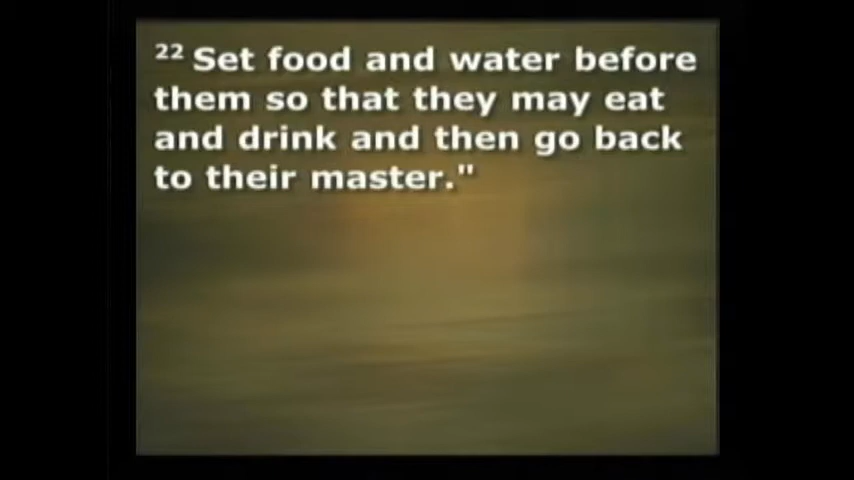 22 Set food and water before
them so that they may eat
and drink and then go back
to their master."